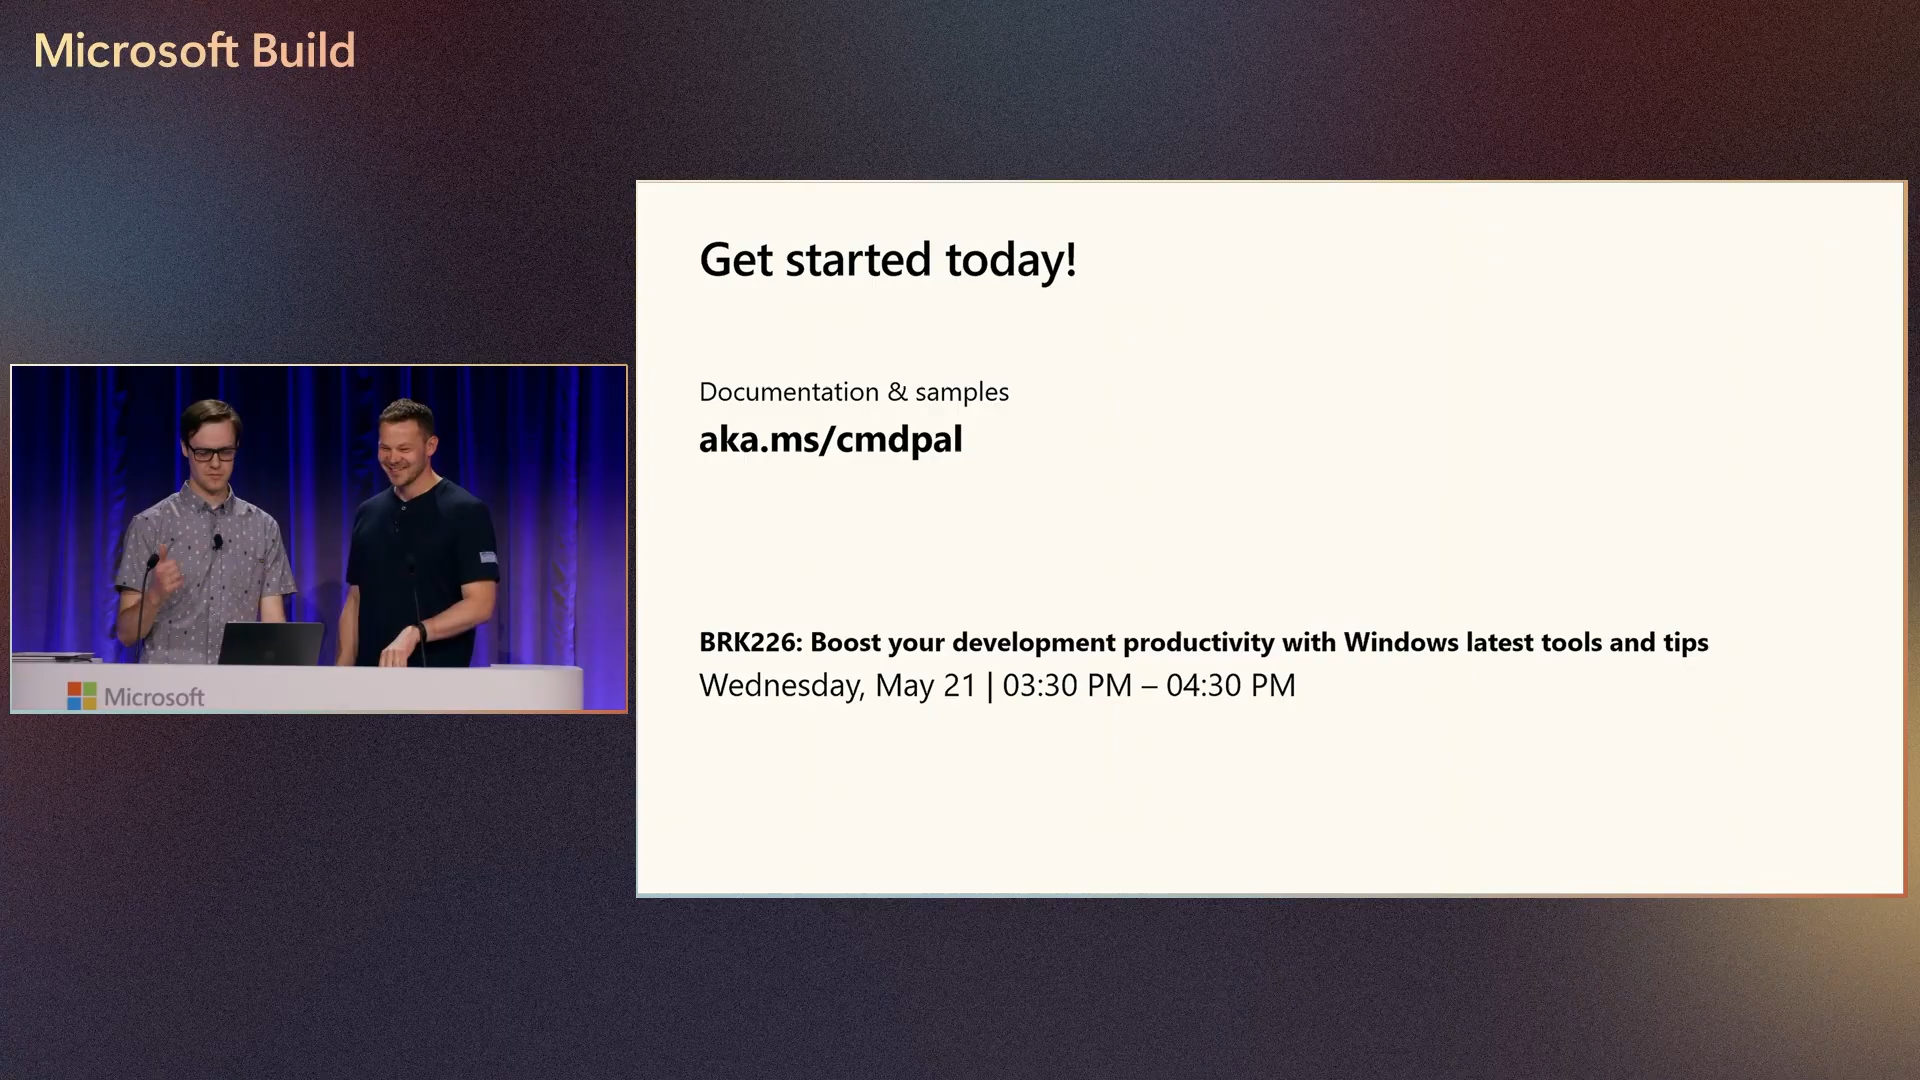 Microsoft Build
Get started today!
Documentation & samples
aka.ms/cmdpal
BRK226: Boost your development productivity with Windows latest tools and tips
Wednesday, May 21 | 03:30 PM – 04:30 PM
Microsoft